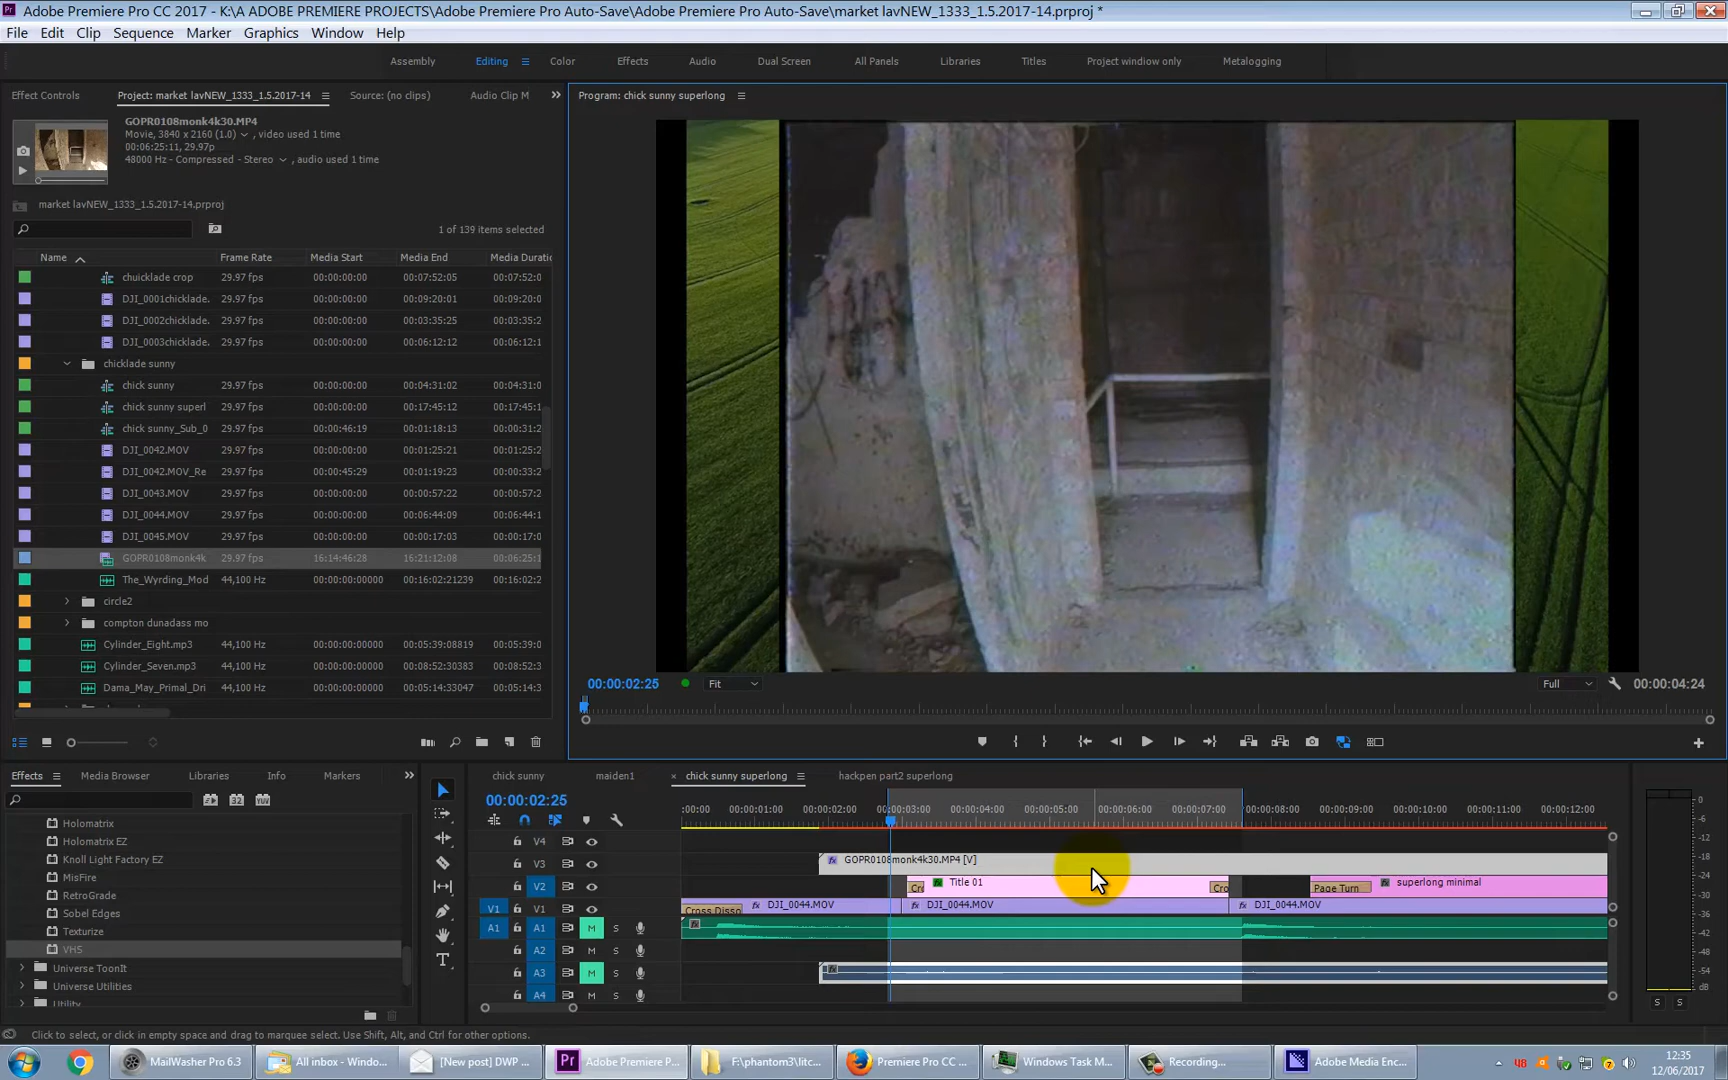 Adobe Premiere Pro CC 2017 - K:\A ADOBE PREMIERE PROJECTS\Adobe Premiere Pro Auto-Save\Adobe Premiere Pro Auto-Save\market lavNEW_1333_1.5.2017-14.prproj *
File Edit Clip Sequence Marker Graphics Window Help
Assembly Editing Color Effects Audio Dual Screen All Panels Libraries Titles Project window only Metalogging
Effect Controls Project: market lavNEW_1333_1.5.2017-14 Source: (no clips) Audio Clip M
Program: chick sunny superlong
GOPR0108monk4k30.MP4
Movie, 3840 x 2160 (1.0) , video used 1 time
00:06:25:11, 29.97p
48000 Hz - Compressed - Stereo , audio used 1 time
market lavNEW_1333_1.5.2017-14.prproj
1 of 139 items selected
Name Frame Rate Media Start Media End Media Duratic
chuicklade crop 29.97 fps 00:00:00:00 00:07:52:05 00:07:52:0
DJI_0001chicklade. 29.97 fps 00:00:00:00 00:09:20:01 00:09:20:0
DJI_0002chicklade. 29.97 fps 00:00:00:00 00:03:35:25 00:03:35:2
DJI_0003chicklade. 29.97 fps 00:00:00:00 00:06:12:12 00:06:12:1
chicklade sunny
chick sunny 29.97 fps 00:00:00:00 00:04:31:02 00:04:31:0
chick sunny superl 29.97 fps 00:00:00:00 00:17:45:12 00:17:45:1
chick sunny_Sub_0 29.97 fps 00:00:46:19 00:01:18:13 00:00:31:2
DJI_0042.MOV 29.97 fps 00:00:00:00 00:01:25:21 00:01:25:2
DJI_0042.MOV_Re 29.97 fps 00:00:45:29 00:01:19:23 00:00:33:2
DJI_0043.MOV 29.97 fps 00:00:00:00 00:00:57:22 00:00:57:2
DJI_0044.MOV 29.97 fps 00:00:00:00 00:06:44:09 00:06:44:1
DJI_0045.MOV 29.97 fps 00:00:00:00 00:00:17:03 00:00:17:0
GOPR0108monk4k 29.97 fps 16:14:46:28 16:21:12:08 00:06:25:1
The_Wyrding_Mod 44,100 Hz 00:00:00:00000 00:16:02:21239 00:16:02:2
circle2
compton dunadass mo
Cylinder_Eight.mp3 44,100 Hz 00:00:00:00000 00:05:39:08819 00:05:39:0
Cylinder_Seven.mp3 44,100 Hz 00:00:00:00000 00:08:52:30383 00:08:52:3
Dama_May_Primal_Dri 44,100 Hz 00:00:00:00000 00:05:14:33047 00:05:14:3
00:00:02:25 Fit Full 00:00:04:24
Effects Media Browser Libraries Info Markers
chick sunny maiden1 × chick sunny superlong hackpen part2 superlong
32 YUV
00:00:02:25
:00:00 00:00:01:00 00:00:02:00 00:00:03:00 00:00:04:00 00:00:05:00 00:00:06:00 00:00:07:00 00:00:08:00 00:00:09:00 00:00:10:00 00:00:11:00 00:00:12:00
Holomatrix
Holomatrix EZ
Knoll Light Factory EZ
MisFire
RetroGrade
Sobel Edges
Texturize
VHS
Universe ToonIt
Universe Utilities
Utility
V4
V3 GOPR0108monk4k30.MP4 [V]
V2 Cro Title 01 Cro Page Turn superlong minimal
V1 V1 Cross Disso DJI_0044.MOV DJI_0044.MOV DJI_0044.MOV
A1 A1 M S
A2 M S
A3 M S
A4 M S
0
-6
-12
-18
-24
-30
-36
-42
-48
-54
dB
S S
Click to select, or click in empty space and drag to marquee select. Use Shift, Alt, and Ctrl for other options.
MailWasher Pro 6.3 All inbox - Windo... [New post] DWP ... Adobe Premiere P... F:\phantom3\litc... Premiere Pro CC ... Windows Task M... Recording... Adobe Media Enc...
12:35
12/06/2017